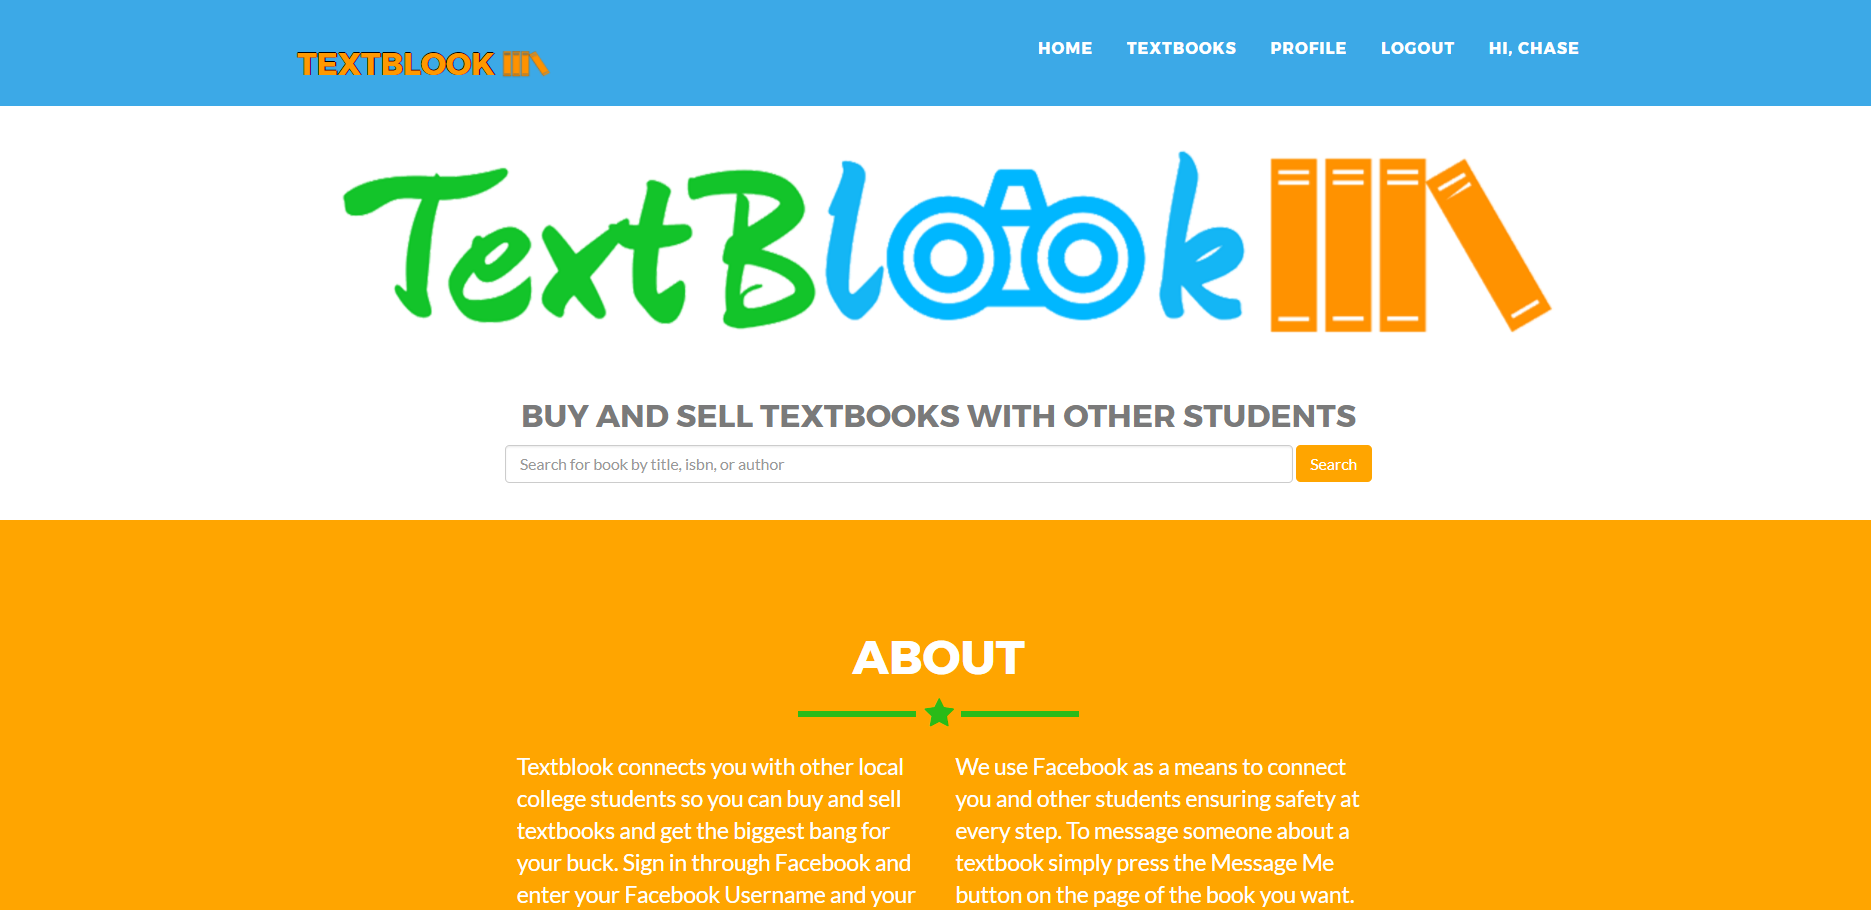 TEXTBLOOK
HOME TEXTBOOKS PROFILE LOGOUT HI, CHASE
TextBlook
BUY AND SELL TEXTBOOKS WITH OTHER STUDENTS
Search for book by title, isbn, or author Search
ABOUT
Textblook connects you with other local
college students so you can buy and sell
textbooks and get the biggest bang for
your buck. Sign in through Facebook and
enter your Facebook Username and your
We use Facebook as a means to connect
you and other students ensuring safety at
every step. To message someone about a
textbook simply press the Message Me
button on the page of the book you want.